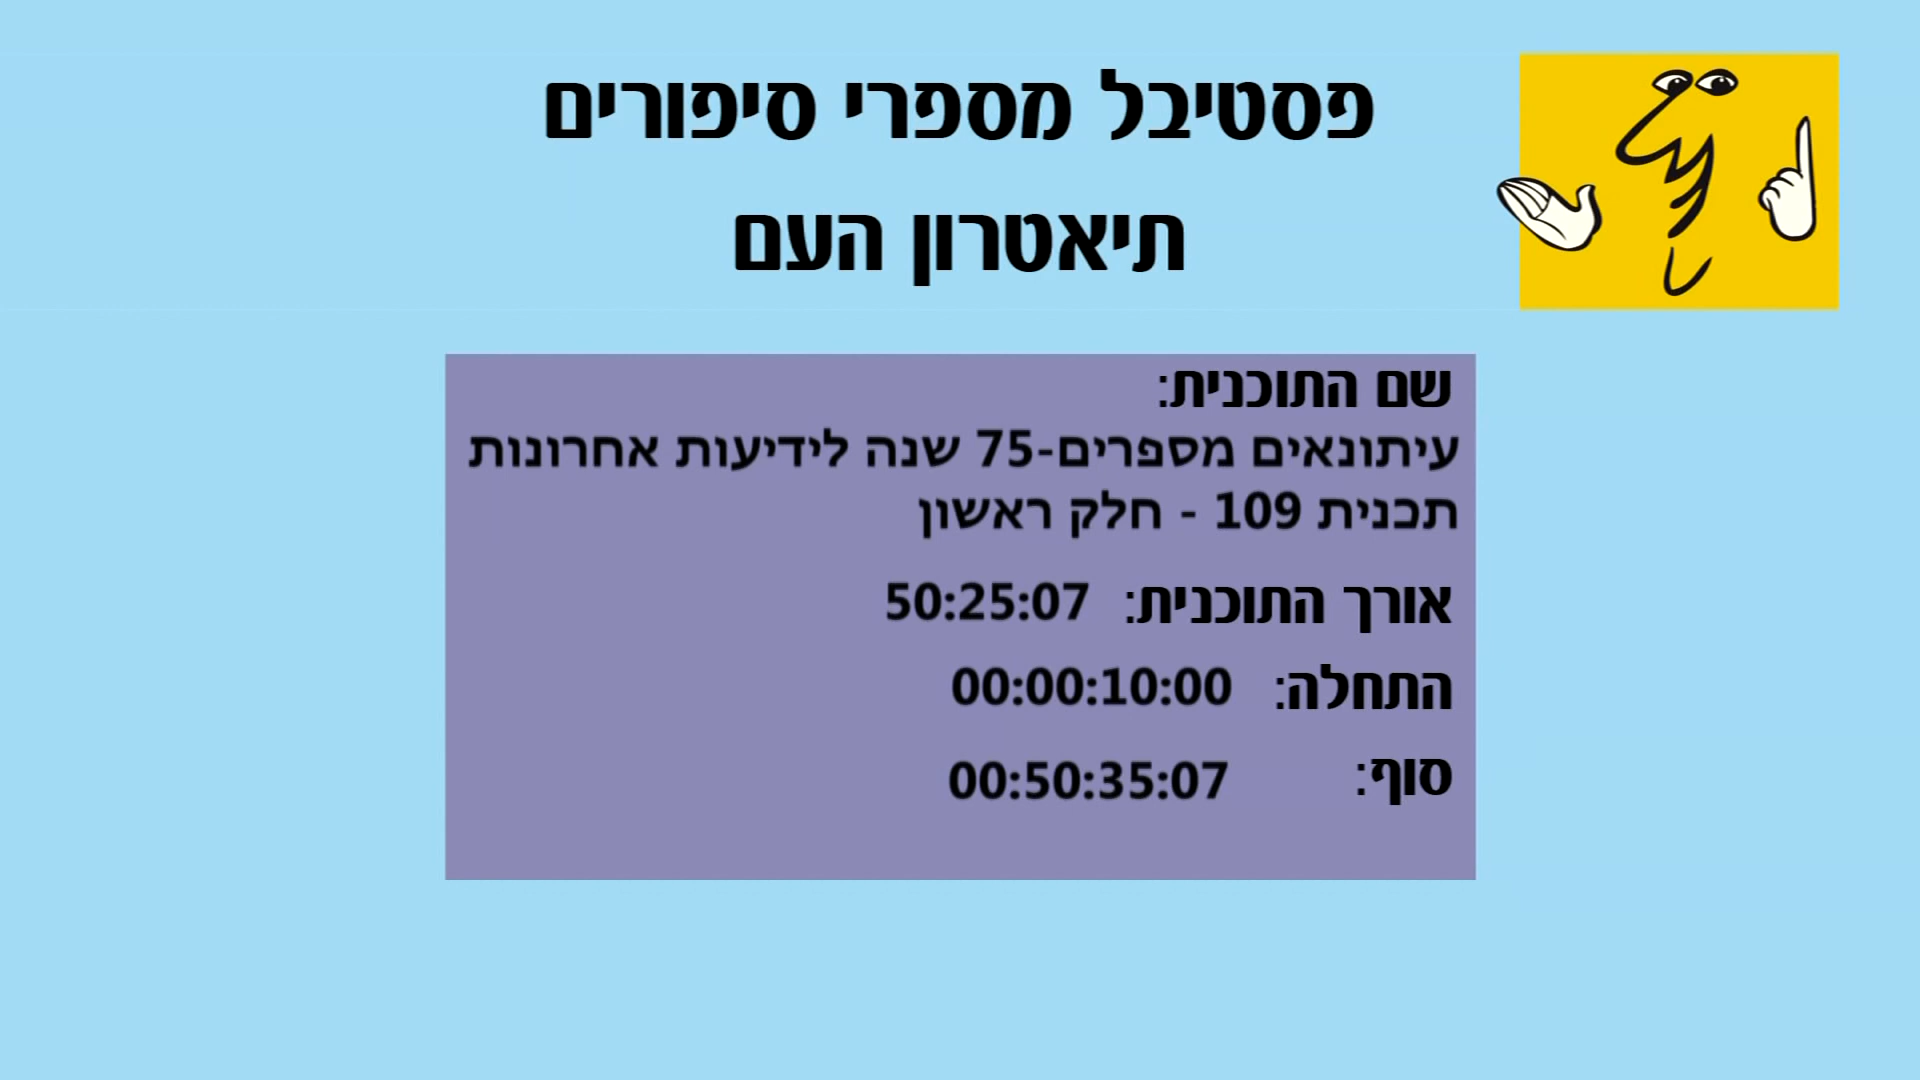 פסטיבל מספרי סיפורים
תיאטרון העם
שם התוכנית:
עיתונאים מספרים-75 שנה לידיעות אחרונות
תכנית 109 - חלק ראשון
אורך התוכנית: 50:25:07
התחלה: 00:00:10:00
סוף: 00:50:35:07